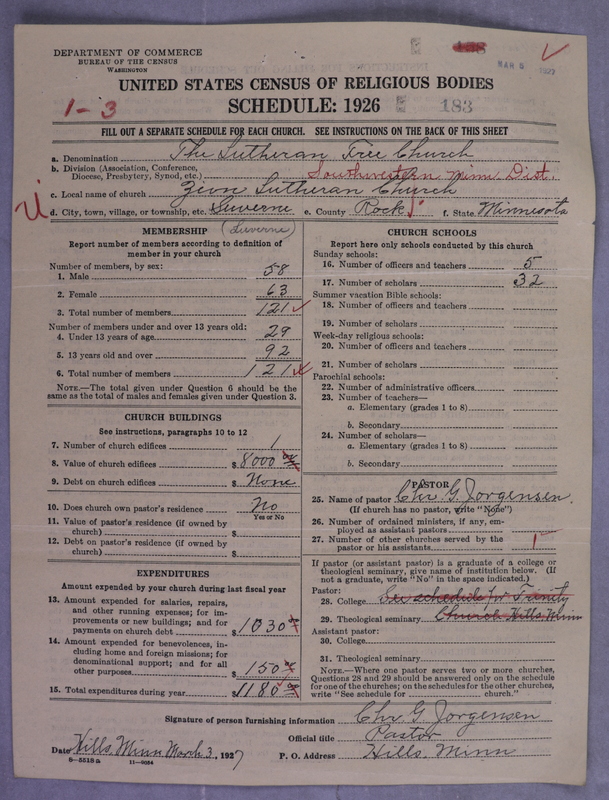 DEPARTMENT OF COMMERCE
BUREAU OF THE CENSUS
WASHINGTON
MAR 5 1927
UNITED STATES CENSUS OF RELIGIOUS BODIES
1-3
SCHEDULE: 1926
183
FILL OUT A SEPARATE SCHEDULE FOR EACH CHURCH. SEE INSTRUCTIONS ON THE BACK OF THIS SHEET
a. Denomination The Lutheran Free Church
b. Division (Association, Conference, Diocese, Presbytery, Synod, etc.) Southwestern Minn Dist.
c. Local name of church Zion Lutheran Church
d. City, town, village, or township, etc. Luverne e. County Rock f. State Minnesota
(Luverne)
MEMBERSHIP
Report number of members according to definition of
member in your church
Number of members, by sex:
1. Male 58
2. Female 63
3. Total number of members 121
Number of members under and over 13 years old:
4. Under 13 years of age 29
5. 13 years old and over 92
6. Total number of members 121
NOTE.—The total given under Question 6 should be
same as the total of males and females given under Question 3.
CHURCH BUILDINGS
See instructions, paragraphs 10 to 12
7. Number of church edifices 1
8. Value of church edifices $8000
9. Debt on church edifices $ None
10. Does church own pastor's residence No
Yes or No
11. Value of pastor's residence (if owned by
church) $
12. Debt on pastor's residence (if owned by
church) $
EXPENDITURES
Amount expended by your church during last fiscal year
13. Amount expended for salaries, repairs,
and other running expenses; for im-
provements or new buildings; and for
payments on church debt $1030
14. Amount expended for benevolences, in-
cluding home and foreign missions; for
denominational support; and for all
other purposes $150
15. Total expenditures during year $1180
CHURCH SCHOOLS
Report here only schools conducted by this church
Sunday schools:
16. Number of officers and teachers 5
17. Number of scholars 32
Summer vacation Bible schools:
18. Number of officers and teachers
19. Number of scholars
Week-day religious schools:
20. Number of officers and teachers
21. Number of scholars
Parochial schools:
22. Number of administrative officers
23. Number of teachers—
a. Elementary (grades 1 to 8)
b. Secondary
24. Number of scholars—
a. Elementary (grades 1 to 8)
b. Secondary
PASTOR
25. Name of pastor Chr G. Jorgensen.
(If church has no pastor, write "None")
26. Number of ordained ministers, if any, em-
ployed as assistant pastors
27. Number of other churches served by the
pastor or his assistants 1
If pastor (or assistant pastor) is a graduate of a college or
theological seminary, give name of institution below. (If
not a graduate, write "No" in the space indicated.)
Pastor:
28. College See schedule for Trinity
29. Theological seminary Church Hills, Minn
Assistant pastor:
30. College
31. Theological seminary
NOTE.—Where one pastor serves two or more churches,
Questions 28 and 29 should be answered only on the schedule
for one of the churches; on the schedules for the other churches,
write "See schedule for church."
Signature of person furnishing information Chr G. Jorgensen
Official title Pastor
Date Hills, Minn March 3, 1927 P. O. Address Hills, Minn
8—5518a 11—9084